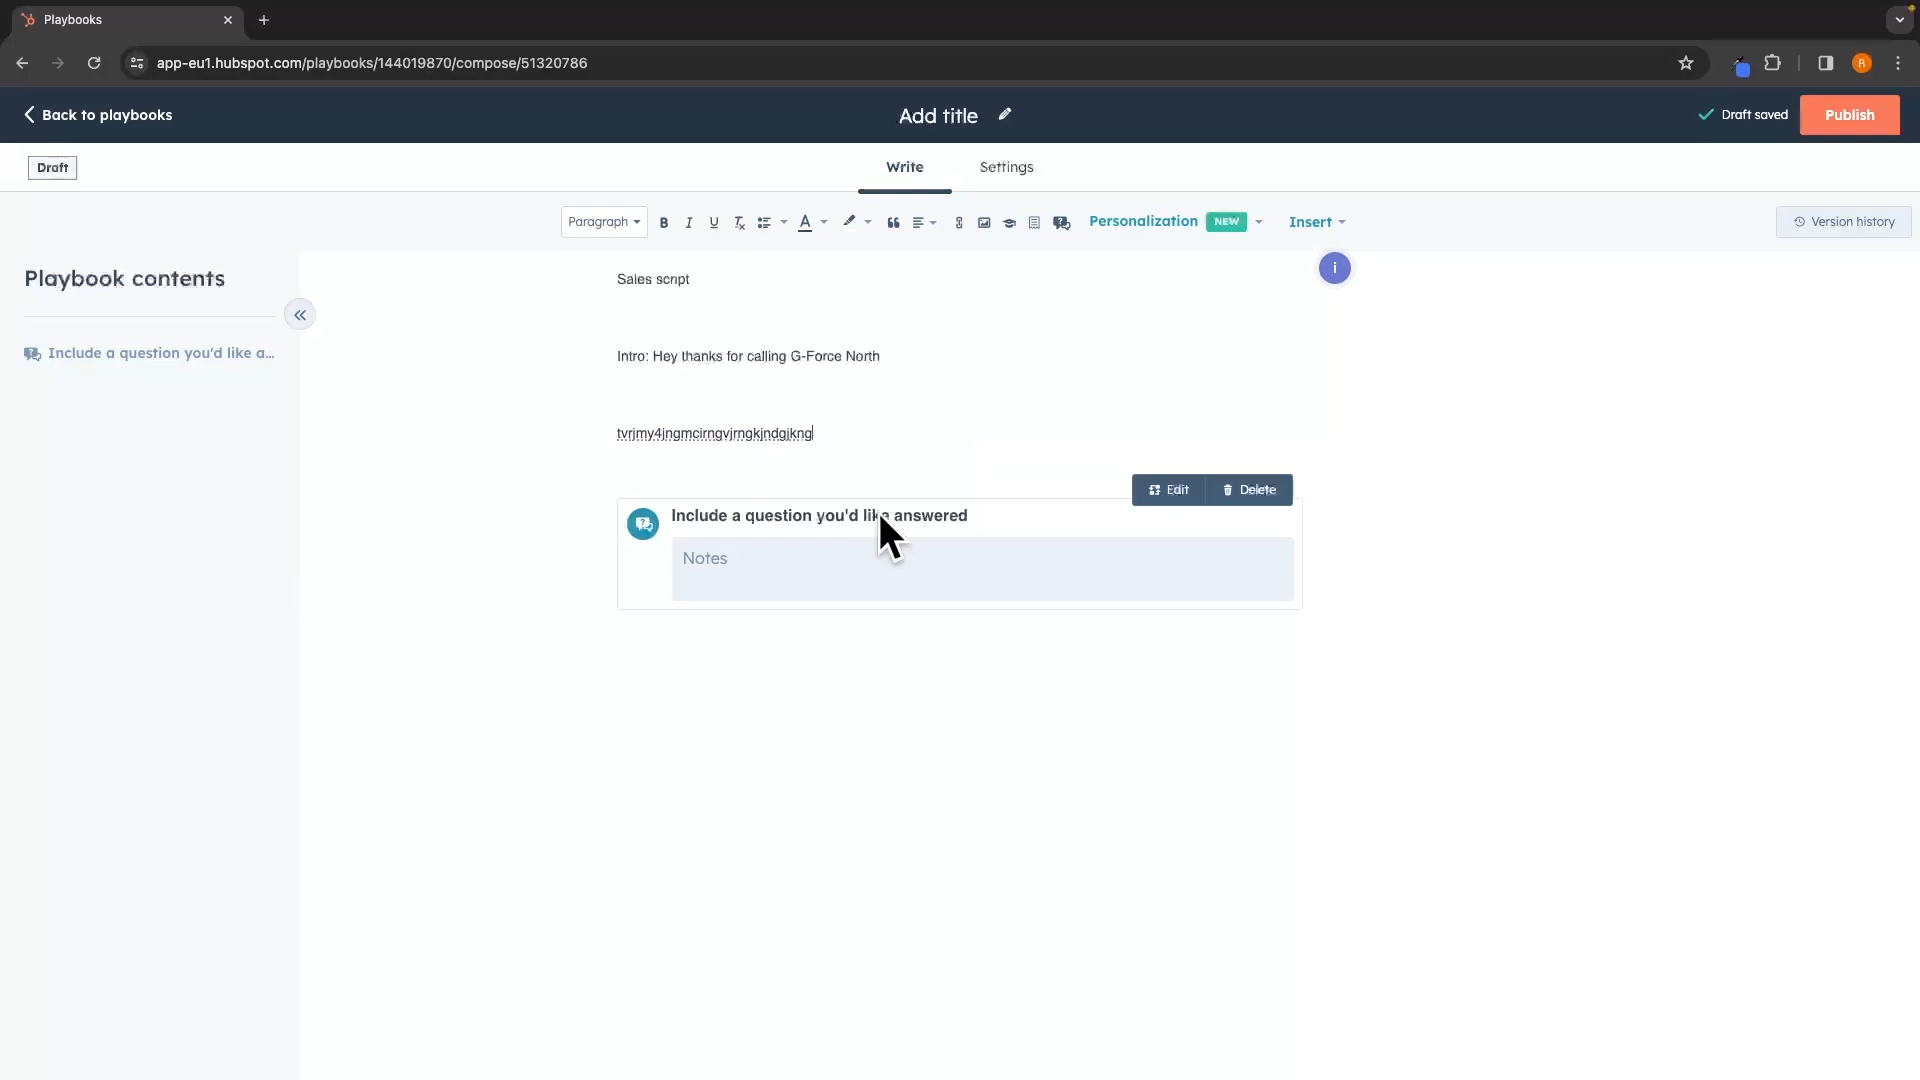 Playbooks
app-eu1.hubspot.com/playbooks/144019870/compose/51320786
R
Back to playbooks
Add title
Draft saved
Publish
Draft
Write
Settings
Paragraph
B I U
A
Personalization NEW
Insert
Version history
Playbook contents
Include a question you'd like a...
i
Sales script
Intro: Hey thanks for calling G-Force North
tvrjmy4jngmcirngvjrngkjndgjkng
Edit
Delete
Include a question you'd like answered
Notes